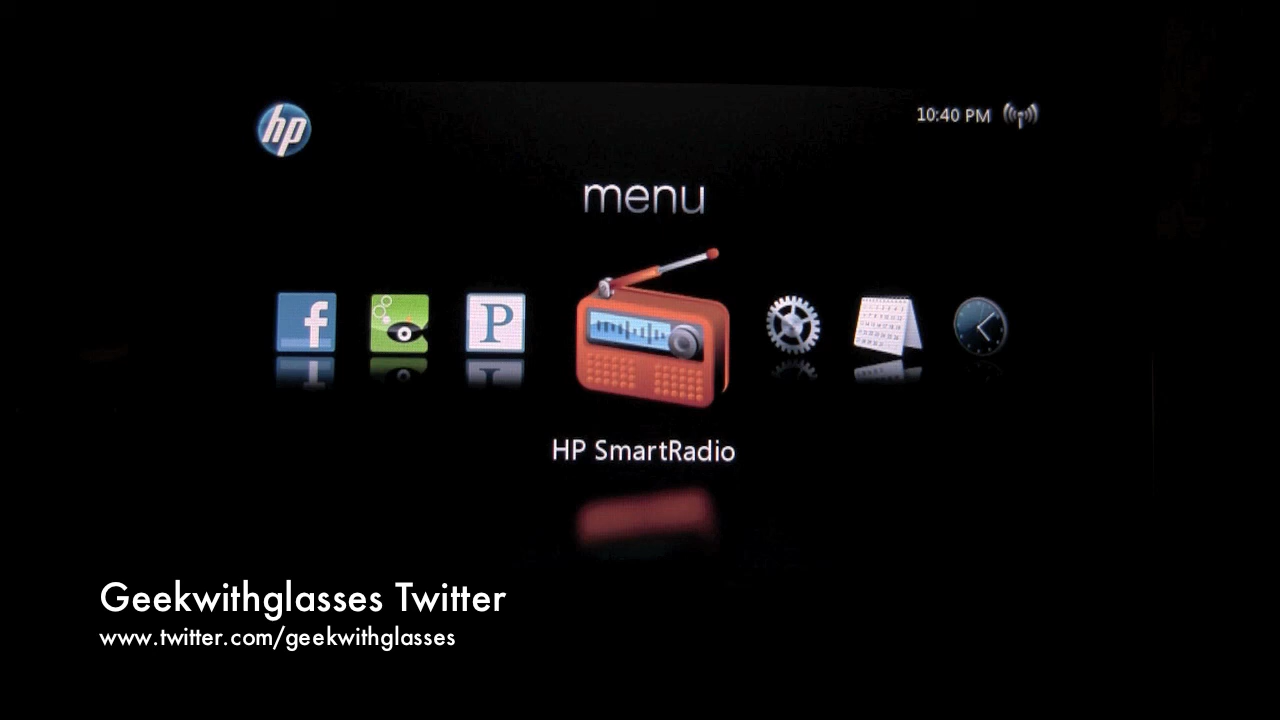 hp
10:40 PM
menu
f
P
HP SmartRadio
Geekwithglasses Twitter
www.twitter.com/geekwithglasses